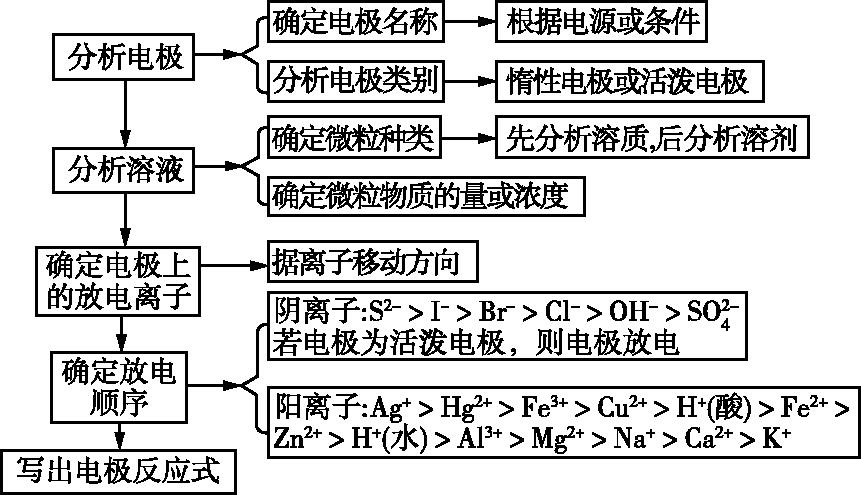 分析电极
确定电极名称
根据电源或条件
分析电极类别
惰性电极或活泼电极
分析溶液
确定微粒种类
先分析溶质,后分析溶剂
确定微粒物质的量或浓度
确定电极上
的放电离子
据离子移动方向
确定放电
顺序
阴离子:S²⁻＞I⁻＞Br⁻＞Cl⁻＞OH⁻＞SO₄²⁻
若电极为活泼电极，则电极放电
阳离子:Ag⁺＞Hg²⁺＞Fe³⁺＞Cu²⁺＞H⁺(酸)＞Fe²⁺＞
Zn²⁺＞H⁺(水)＞Al³⁺＞Mg²⁺＞Na⁺＞Ca²⁺＞K⁺
写出电极反应式